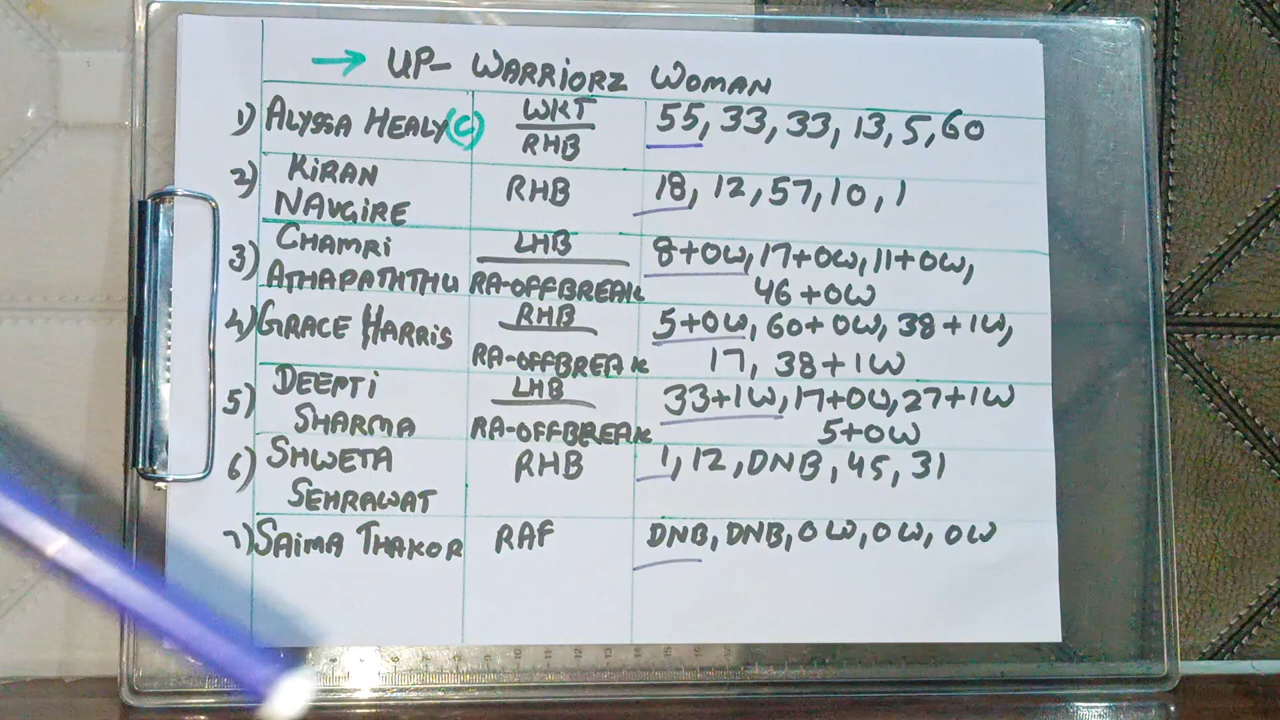 → UP- WARRIORZ WOMAN
1) ALYSSA HEALY(C) WKT RHB 55, 33, 33, 13, 5, 60
2) KIRAN NAVGIRE RHB 18, 12, 57, 10, 1
3) CHAMRI ATHAPATHTHU LHB RA-OFFBREAK 8+0W, 17+0W, 11+0W, 46+0W
4) GRACE HARRIS RHB RA-OFFBREAK 5+0W, 60+0W, 38+1W, 17, 38+1W
5) DEEPTI SHARMA LHB RA-OFFBREAK 33+1W, 17+0W, 27+1W 5+0W
6) SHWETA SEHRAWAT RHB 1, 12, DNB, 45, 31
7) SAIMA THAKOR RAF DNB, DNB, 0W, 0W, 0W